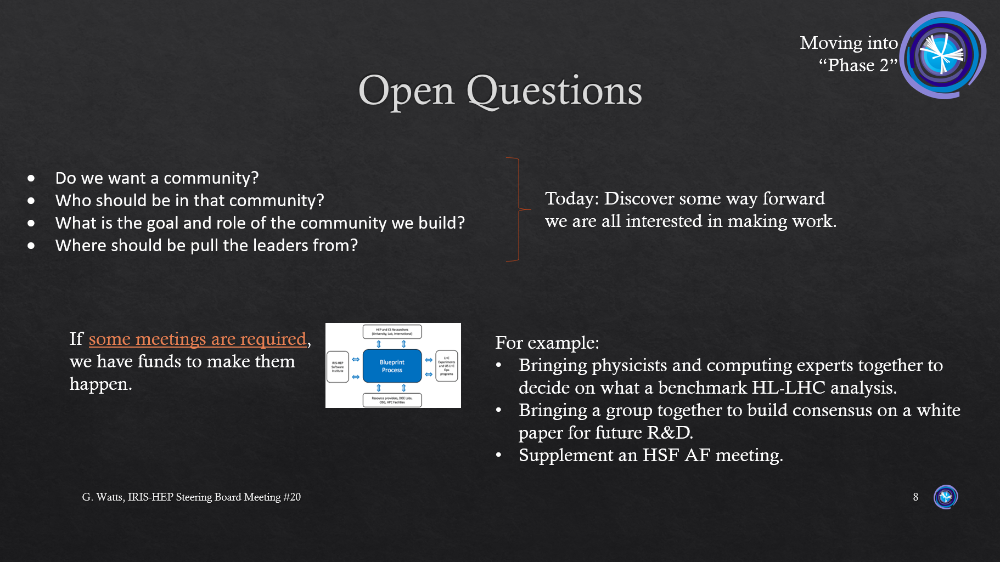 Moving into
“Phase 2”
Open Questions
• Do we want a community?
• Who should be in that community?
• What is the goal and role of the community we build?
• Where should be pull the leaders from?
Today: Discover some way forward
we are all interested in making work.
If some meetings are required,
we have funds to make them
happen.
HEP and CS Researchers
(University, Lab, International)
IRIS-HEP
Software
Institute
Blueprint
Process
LHC
Experiments
and US LHC
Ops
programs
Resource providers, DOE Labs,
OSG, HPC Facilities
For example:
• Bringing physicists and computing experts together to
decide on what a benchmark HL-LHC analysis.
• Bringing a group together to build consensus on a white
paper for future R&D.
• Supplement an HSF AF meeting.
G. Watts, IRIS-HEP Steering Board Meeting #20
8